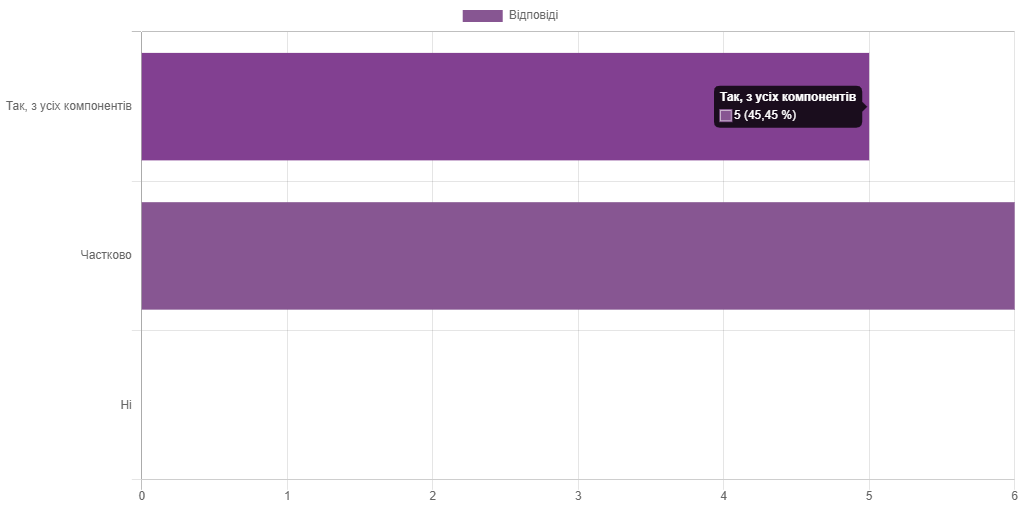 Відповіді
Так, з усіх компонентів
Так, з усіх компонентів
5 (45,45 %)
Частково
Ні
0 1 2 3 4 5 6